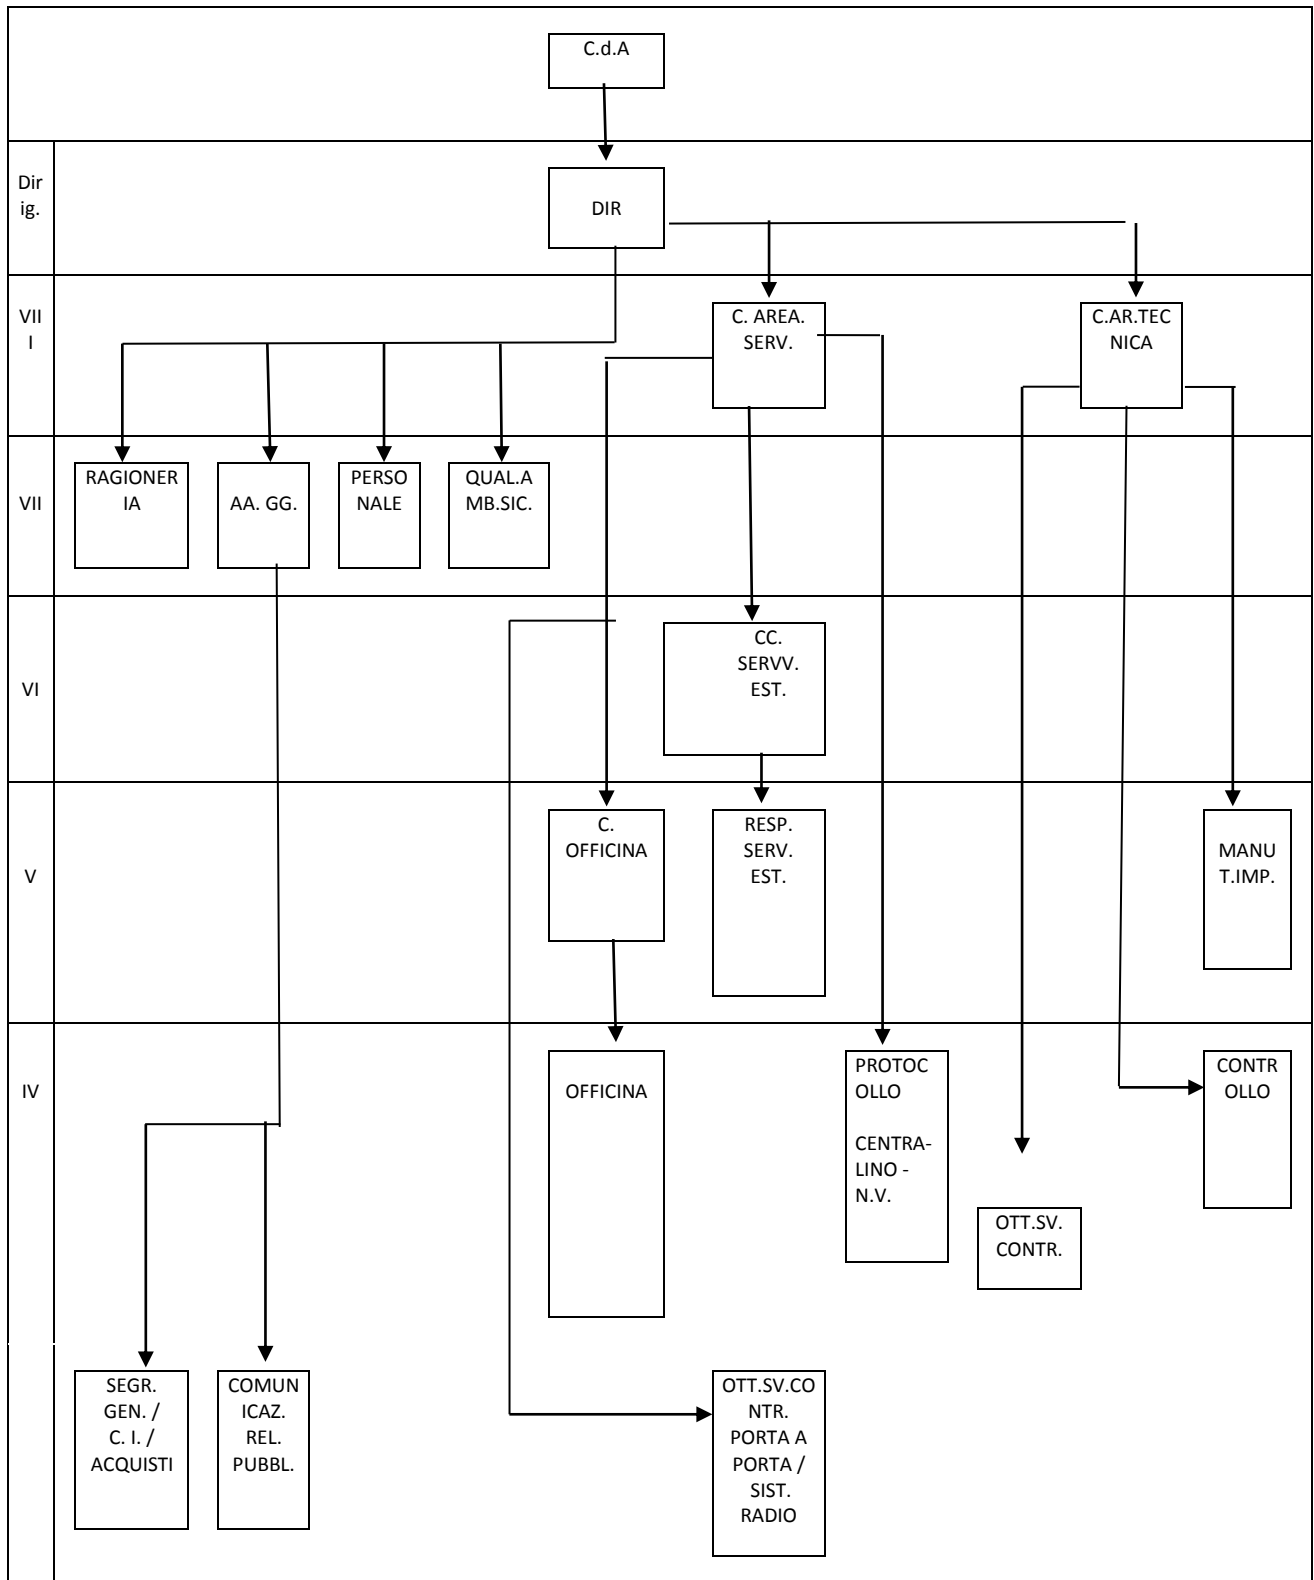 C.d.A
Dir
ig.
DIR
VII
I
C. AREA.
SERV.
C.AR.TEC
NICA
VII
RAGIONER
IA
AA. GG.
PERSO
NALE
QUAL.A
MB.SIC.
VI
CC.
SERVV.
EST.
V
C.
OFFICINA
RESP.
SERV.
EST.
MANU
T.IMP.
IV
OFFICINA
PROTOC
OLLO
CENTRA-
LINO -
N.V.
CONTR
OLLO
OTT.SV.
CONTR.
SEGR.
GEN. /
C. I. /
ACQUISTI
COMUN
ICAZ.
REL.
PUBBL.
OTT.SV.CO
NTR.
PORTA A
PORTA /
SIST.
RADIO